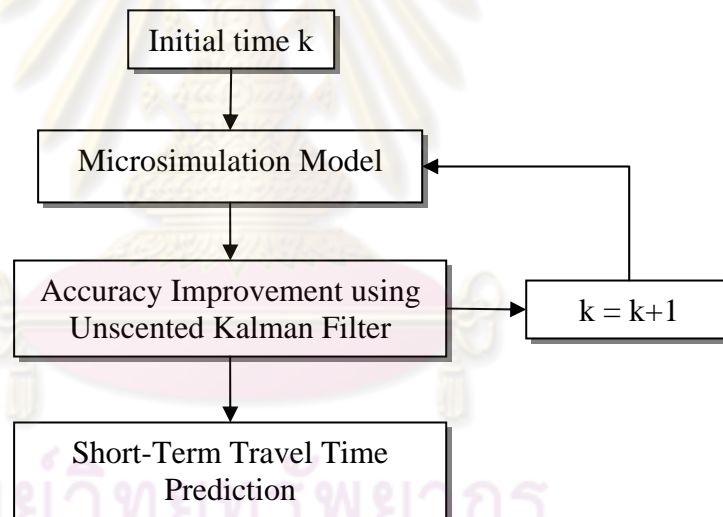 Initial time k
Microsimulation Model
Accuracy Improvement using
Unscented Kalman Filter
k = k+1
Short-Term Travel Time
Prediction